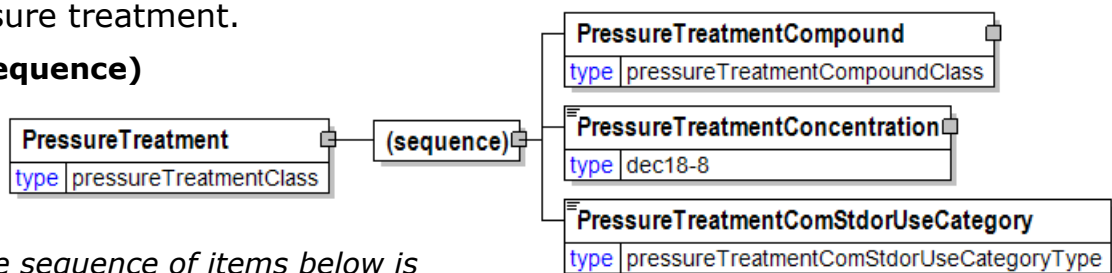 sure treatment.
equence)
PressureTreatment
type pressureTreatmentClass
(sequence)
PressureTreatmentCompound
type pressureTreatmentCompoundClass
PressureTreatmentConcentration
type dec18-8
PressureTreatmentComStdorUseCategory
type pressureTreatmentComStdorUseCategoryType
e sequence of items below is